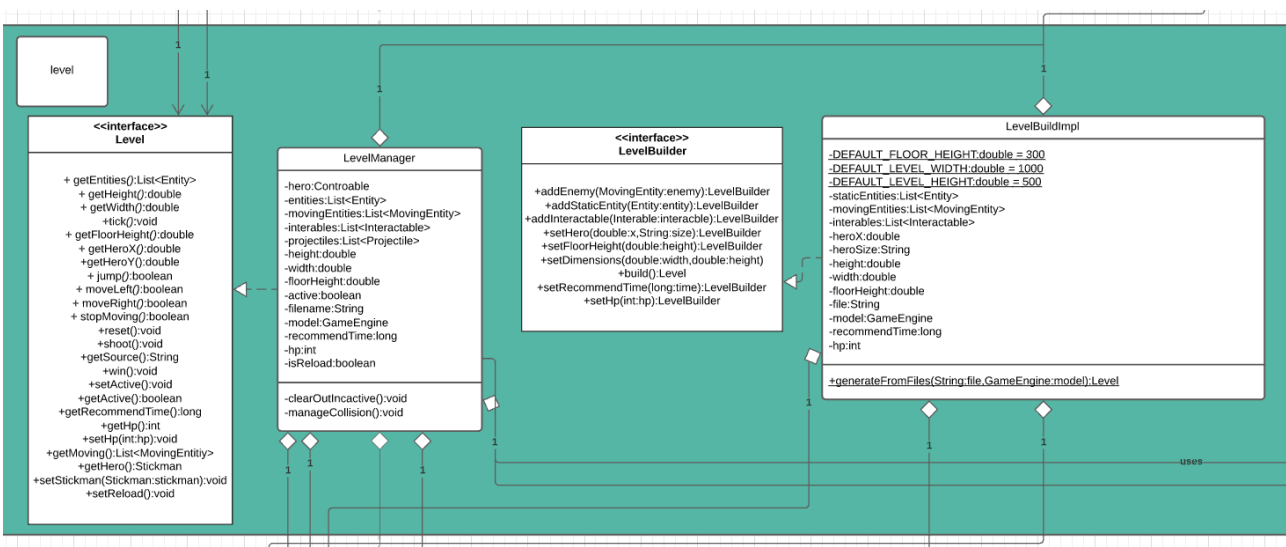 level
<<interface>>
Level
+ getEntities():List<Entity>
+ getHeight():double
+ getWidth():double
+tick():void
+getFloorHeight():double
+ getHeroX():double
+getHeroY():double
+ jump():boolean
+ moveLeft():boolean
+ moveRight():boolean
+ stopMoving():boolean
+reset():void
+shoot():void
+getSource():String
+win():void
+setActive():void
+getActive():boolean
+getRecommendTime():long
+getHp():int
+setHp(int:hp):void
+getMoving():List<MovingEntitiy>
+getHero():Stickman
+setStickman(Stickman:stickman):void
+setReload():void
LevelManager
-hero:Controable
-entities:List<Entity>
-movingEntities:List<MovingEntity>
-interables:List<Interactable>
-projectiles:List<Projectile>
-height:double
-width:double
-floorHeight:double
-active:boolean
-filename:String
-model:GameEngine
-recommendTime:long
-hp:int
-isReload:boolean
-clearOutIncactive():void
-manageCollision():void
<<interface>>
LevelBuilder
+addEnemy(MovingEntity:enemy):LevelBuilder
+addStaticEntity(Entity:entity):LevelBuilder
+addInteractable(Interable:interacble):LevelBuilder
+setHero(double:x,String:size):LevelBuilder
+setFloorHeight(double:height):LevelBuilder
+setDimensions(double:width,double:height)
+build():Level
+setRecommendTime(long:time):LevelBuilder
+setHp(int:hp):LevelBuilder
LevelBuildImpl
-DEFAULT_FLOOR_HEIGHT:double = 300
-DEFAULT_LEVEL_WIDTH:double = 1000
-DEFAULT_LEVEL_HEIGHT:double = 500
-staticEntities:List<Entity>
-movingEntities:List<MovingEntity>
-interables:List<Interactable>
-heroX:double
-heroSize:String
-height:double
-width:double
-floorHeight:double
-file:String
-model:GameEngine
-recommendTime:long
-hp:int
+generateFromFiles(String:file,GameEngine:model):Level
1
1
1
1
1
1
1
1
1
1
1
uses